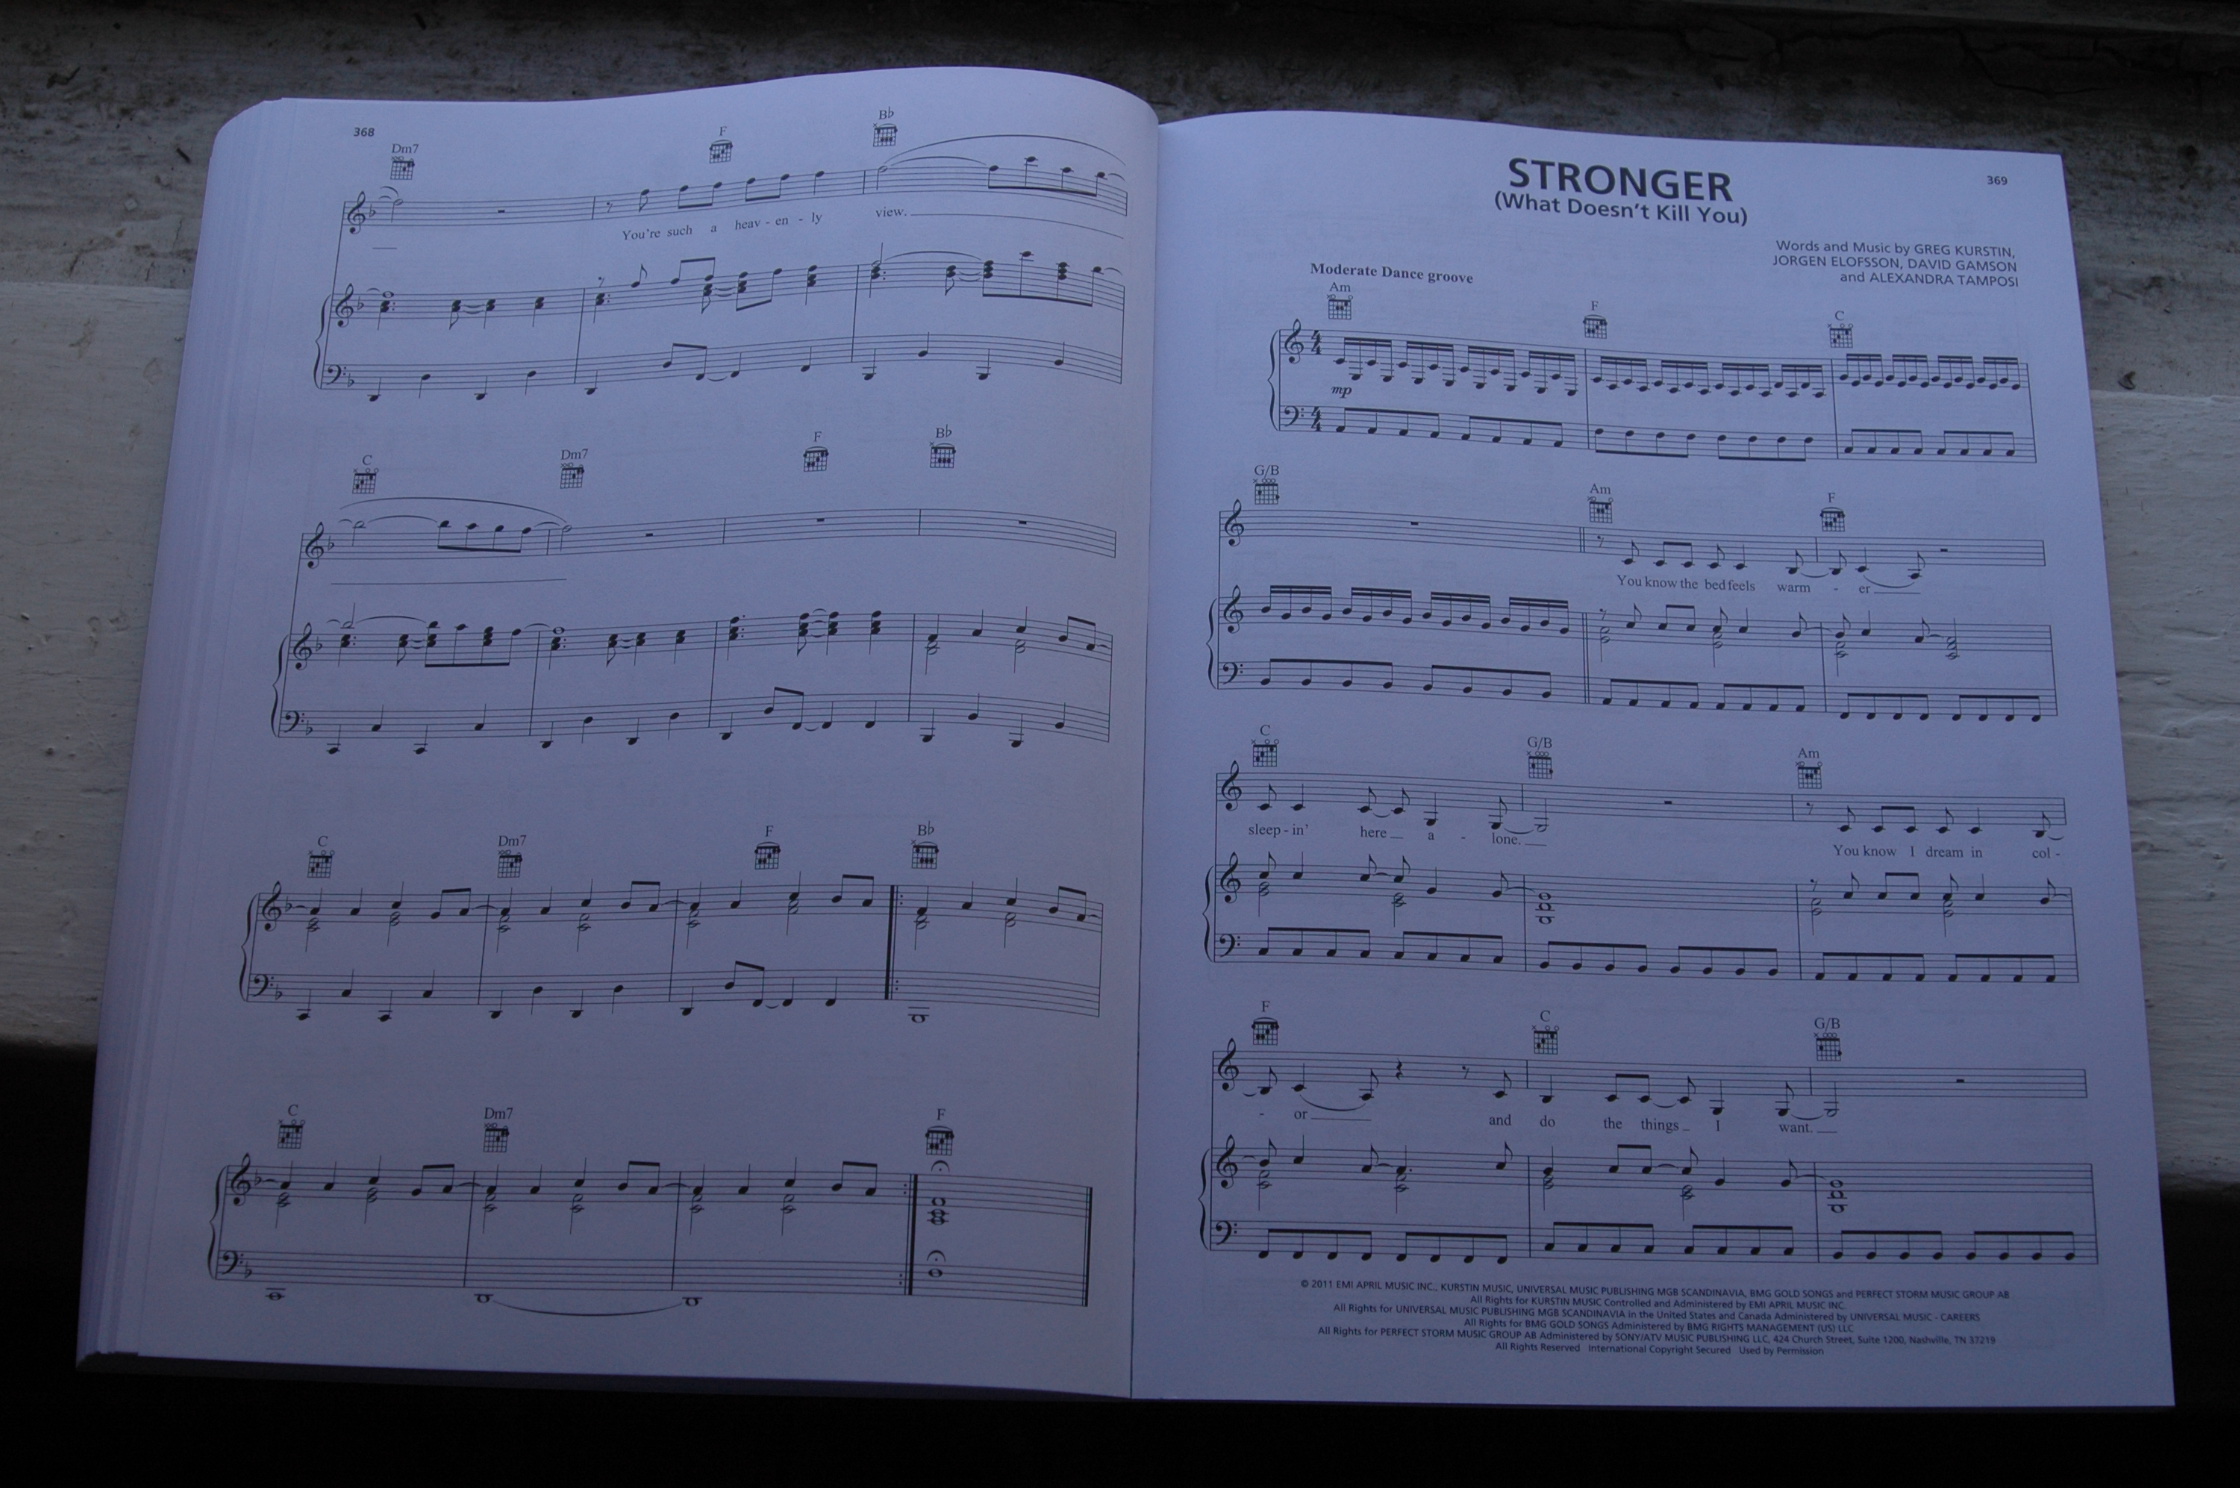 368
Dm7 F Bb
You're such a heav - en - ly view.
C Dm7 F Bb
C Dm7 F Bb
C Dm7 F
369
STRONGER
(What Doesn't Kill You)
Words and Music by GREG KURSTIN,
JORGEN ELOFSSON, DAVID GAMSON
and ALEXANDRA TAMPOSI
Moderate Dance groove
Am F C
mp
G/B Am F
You know the bed feels warm - er
C G/B Am
sleep - in' here a - lone. You know I dream in col -
F C G/B
- or and do the things I want.
© 2011 EMI APRIL MUSIC INC., KURSTIN MUSIC, UNIVERSAL MUSIC PUBLISHING MGB SCANDINAVIA, BMG GOLD SONGS and PERFECT STORM MUSIC GROUP AB
All Rights for KURSTIN MUSIC Controlled and Administered by EMI APRIL MUSIC INC.
All Rights for UNIVERSAL MUSIC PUBLISHING MGB SCANDINAVIA in the United States and Canada Administered by UNIVERSAL MUSIC - CAREERS
All Rights for BMG GOLD SONGS Administered by BMG RIGHTS MANAGEMENT (US) LLC
All Rights for PERFECT STORM MUSIC GROUP AB Administered by SONY/ATV MUSIC PUBLISHING LLC, 424 Church Street, Suite 1200, Nashville, TN 37219
All Rights Reserved International Copyright Secured Used by Permission